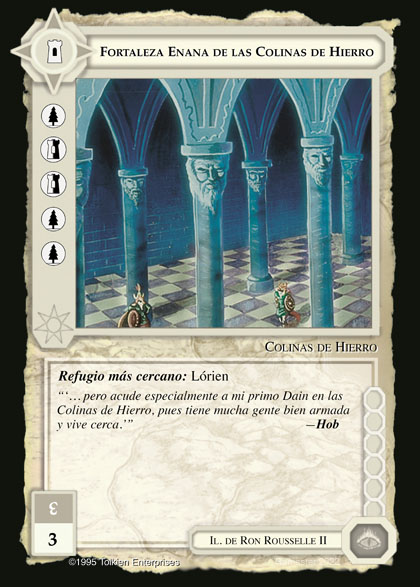 Fortaleza Enana de las Colinas de Hierro
Colinas de Hierro
Refugio más cercano: Lórien
“‘… pero acude especialmente a mi primo Dain en las
Colinas de Hierro, pues tiene mucha gente bien armada
y vive cerca.’” —Hob
ε
3
Il. de Ron Rousselle II
©1995 Tolkien Enterprises